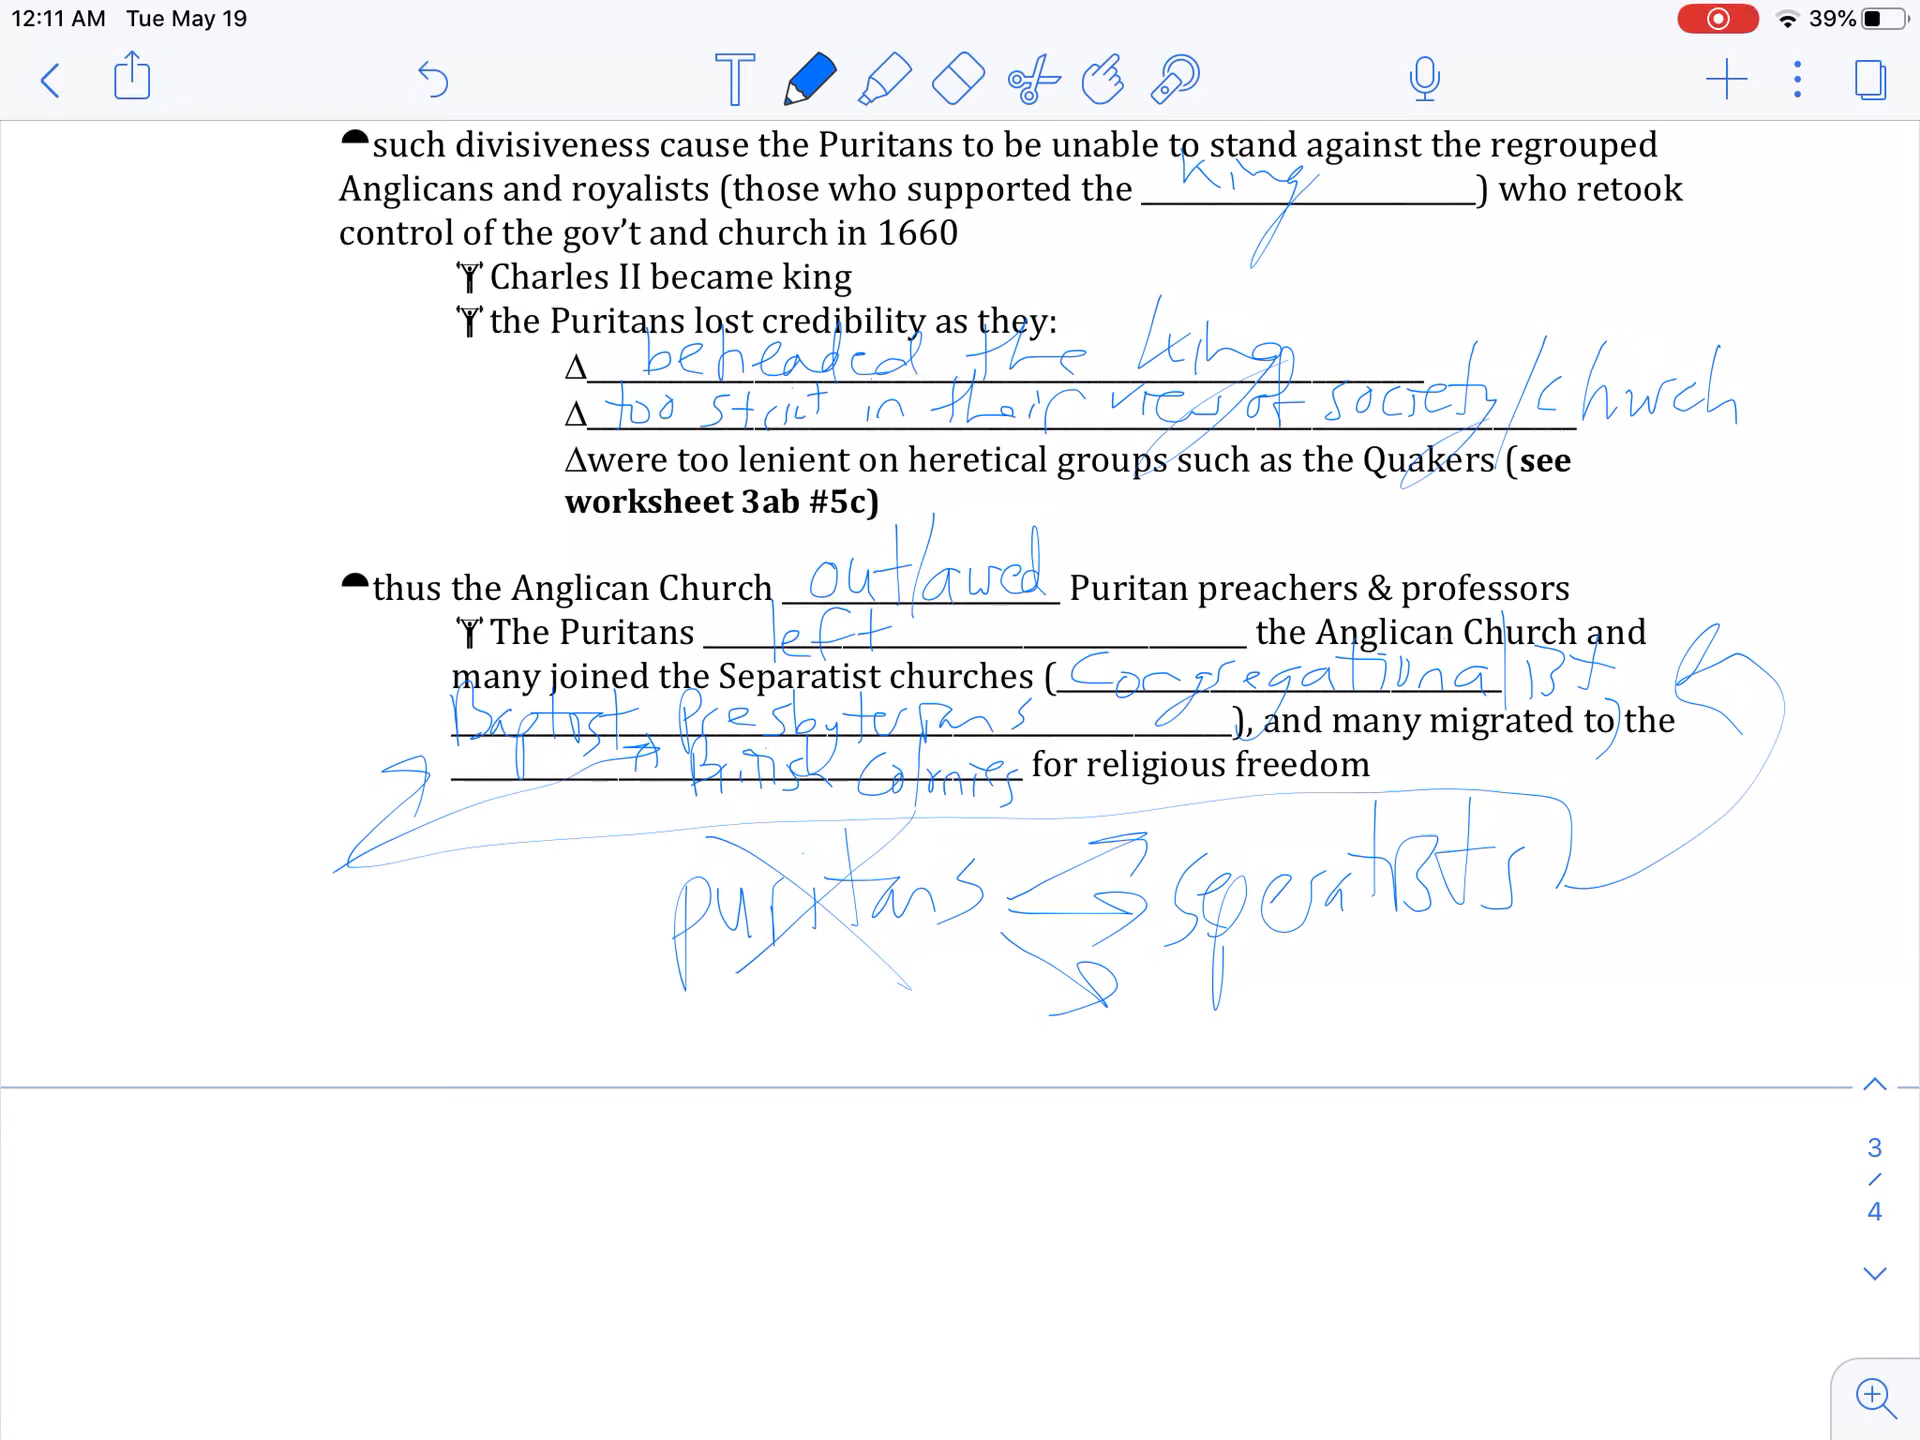 12:11 AM Tue May 19
39%
such divisiveness cause the Puritans to be unable to stand against the regrouped
Anglicans and royalists (those who supported the king) who retook
control of the gov't and church in 1660
Charles II became king
the Puritans lost credibility as they:
Δ beheaded the king
Δ too strict in their view of society/church
Δwere too lenient on heretical groups such as the Quakers (see
worksheet 3ab #5c)
thus the Anglican Church outlawed Puritan preachers & professors
The Puritans left the Anglican Church and
many joined the Separatist churches (Congregationalist,
Baptist Presbyterians), and many migrated to the
British Colonies for religious freedom
puritans seperatists
3
/
4